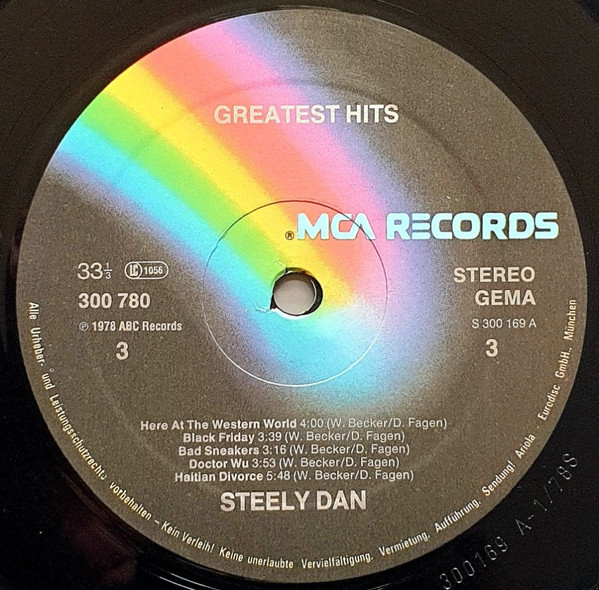 GREATEST HITS
® MCA RECORDS
33 1/3 LC 1056
STEREO
300 780
GEMA
℗ 1978 ABC Records
S 300 169 A
3
3
Here At The Western World 4:00 (W. Becker/D. Fagen)
Black Friday 3:39 (W. Becker/D. Fagen)
Bad Sneakers 3:16 (W. Becker/D. Fagen)
Doctor Wu 3:53 (W. Becker/D. Fagen)
Haitian Divorce 5:48 (W. Becker/D. Fagen)
STEELY DAN
Alle Urheber- und Leistungsschutzrechte vorbehalten – Kein Verleih! Keine unerlaubte Vervielfältigung, Vermietung, Aufführung, Sendung! Ariola - Eurodisc GmbH., München
300169 A-1/78S